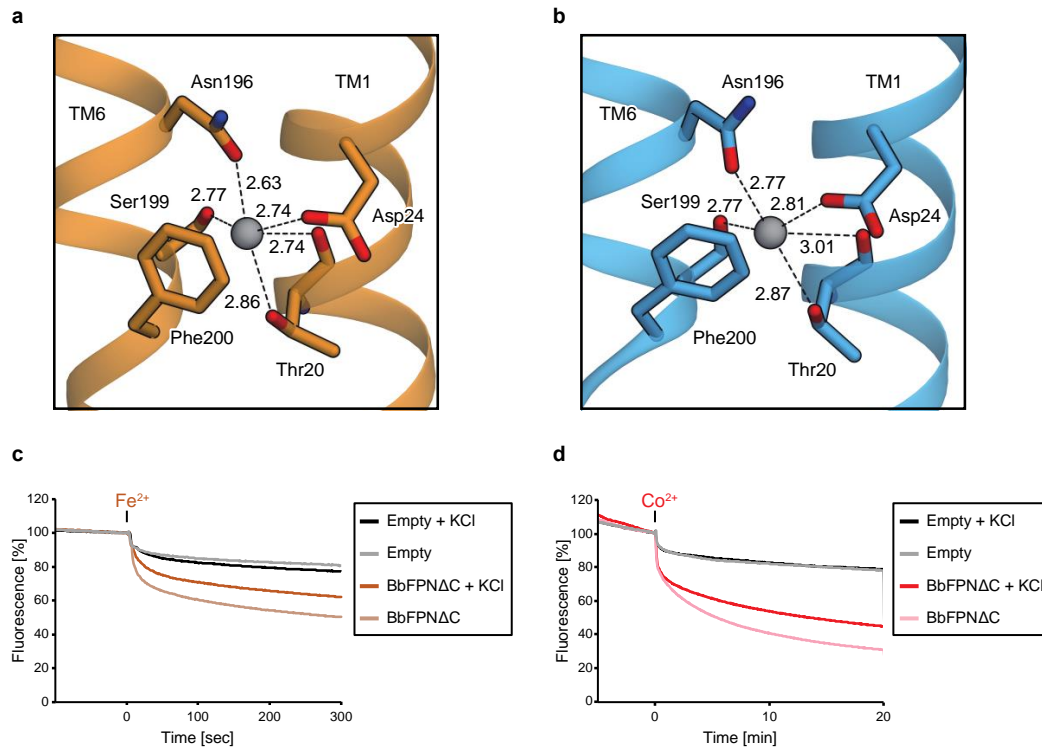 a
Asn196
TM1
TM6
2.63
2.77
Ser199
2.74
Asp24
2.74
2.86
Phe200
Thr20
b
Asn196
TM1
TM6
2.77
2.81
Ser199
2.77
Asp24
3.01
2.87
Phe200
Thr20
c
120
Fe²⁺
100
80
60
40
20
0
Fluorescence [%]
0 100 200 300
Time [sec]
Empty + KCl
Empty
BbFPNΔC + KCl
BbFPNΔC
d
120
Co²⁺
100
80
60
40
20
0
Fluorescence [%]
0 10 20
Time [min]
Empty + KCl
Empty
BbFPNΔC + KCl
BbFPNΔC